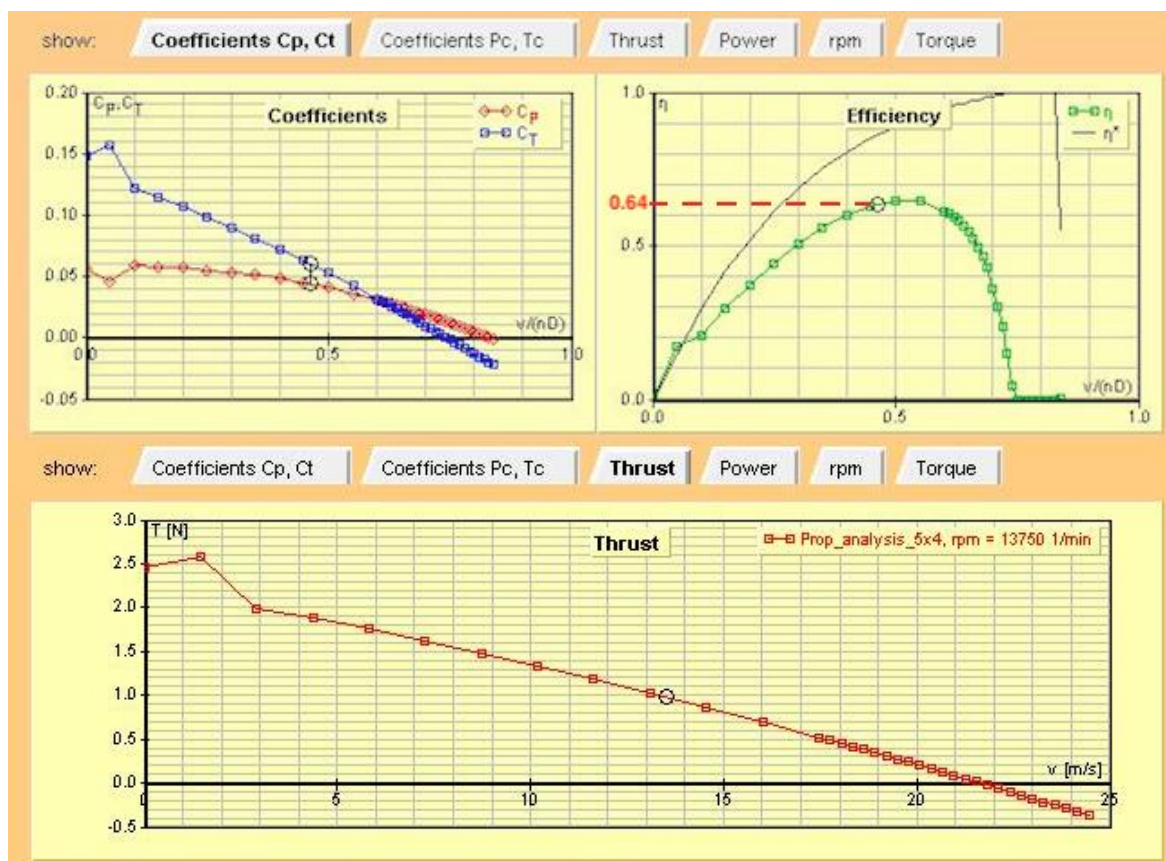 show: Coefficients Cp, Ct Coefficients Pc, Tc Thrust Power rpm Torque
0.20
Cp,CT
Coefficients
CP
CT
0.15
0.10
0.05
0.00
-0.05
0 0.5 1.0
v/(nD)
1.0
η
Efficiency
η
η*
0.64
0.5
0.0
0.0 0.5 1.0
v/(nD)
show: Coefficients Cp, Ct Coefficients Pc, Tc Thrust Power rpm Torque
3.0
T [N]
Thrust
Prop_analysis_5x4, rpm = 13750 1/min
2.5
2.0
1.5
1.0
0.5
0.0
-0.5
0 5 10 15 20 25
v [m/s]